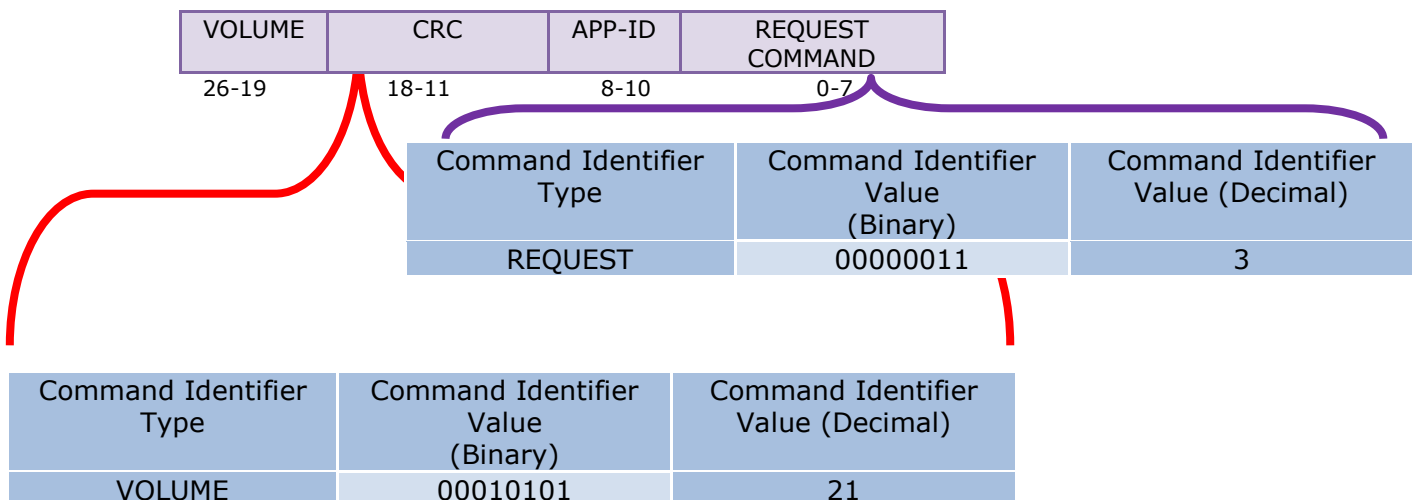 VOLUME CRC APP-ID REQUEST
COMMAND
26-19 18-11 8-10 0-7
Command Identifier Command Identifier Command Identifier
Type Value Value (Decimal)
(Binary)
REQUEST 00000011 3
Command Identifier Command Identifier Command Identifier
Type Value Value (Decimal)
(Binary)
VOLUME 00010101 21